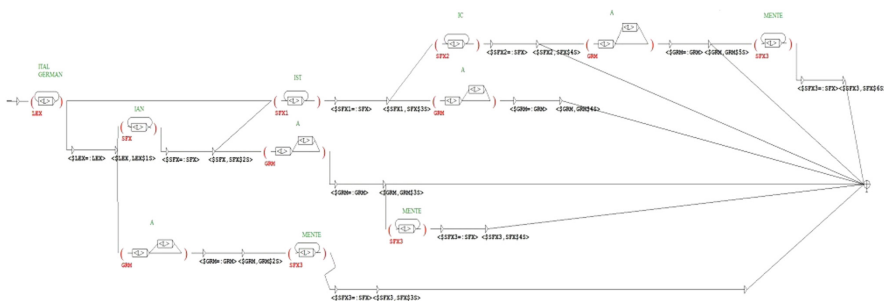 IC
A
MENTE
<L>
<L>
<L>
<L>
SFX2
<$SFX2=:SFX>
<$SFX2,SFX$4S>
GRM
<$GRM=:GRM>
<GRM,GRM$5S>
SFX3
ITAL
GERMAN
IST
A
<$SFX3=:SFX>
<$SFX3,SFX$6S>
<L>
LEX
IAN
<L>
SFX1
<$SFX1=:SFX>
<$SFX1,SFX$3S>
<L>
<L>
GRM
<$GRM=:GRM>
<GRM,GRM$4S>
<L>
SFX
A
<$LEX=:LEX>
<LEX,LEX$1S>
<$SFX=:SFX>
<$SFX,SFX$2S>
<L>
<L>
GRM
<$GRM=:GRM>
<GRM,GRM$3S>
MENTE
<L>
SFX3
<$SFX3=:SFX>
<$SFX3,SFX$4S>
A
MENTE
<L>
<L>
GRM
<$GRM=:GRM>
<GRM,GRM$2S>
<L>
SFX3
<$SFX3=:SFX>
<$SFX3,SFX$3S>